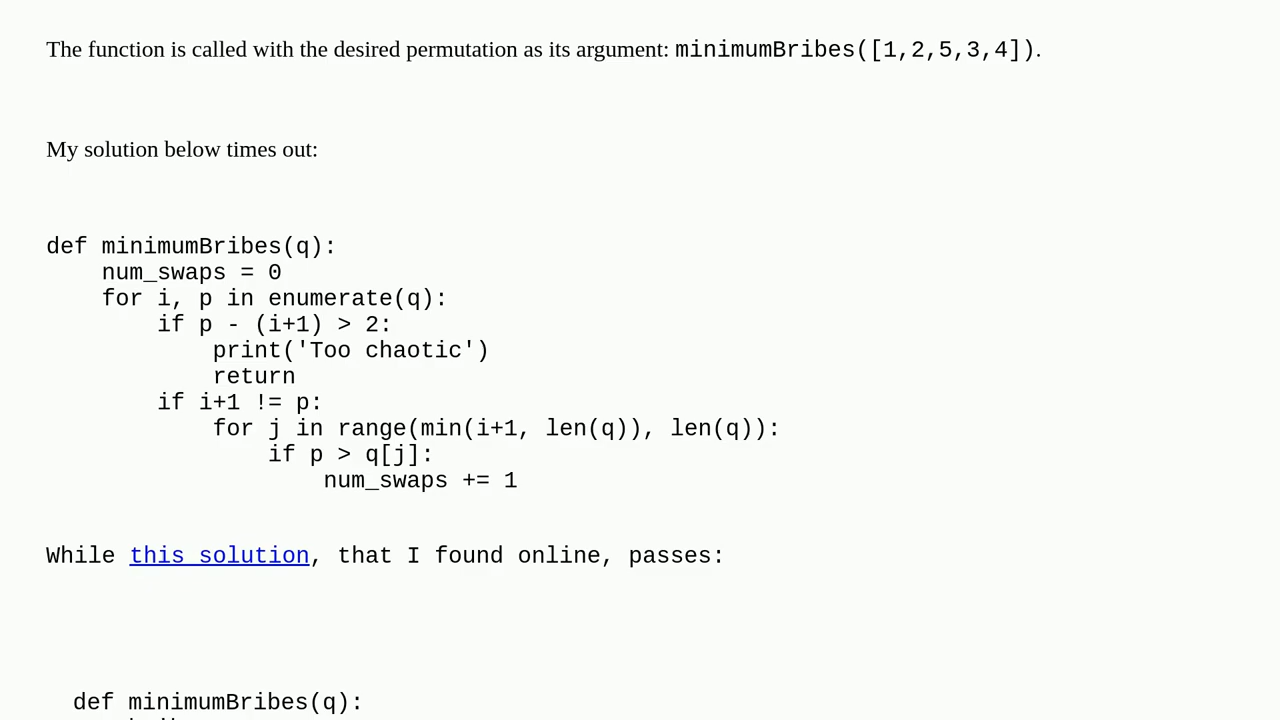 The function is called with the desired permutation as its argument: minimumBribes([1,2,5,3,4]).
My solution below times out:
def minimumBribes(q):
    num_swaps = 0
    for i, p in enumerate(q):
        if p - (i+1) > 2:
            print('Too chaotic')
            return
        if i+1 != p:
            for j in range(min(i+1, len(q)), len(q)):
                if p > q[j]:
                    num_swaps += 1
While this solution, that I found online, passes:
def minimumBribes(q):